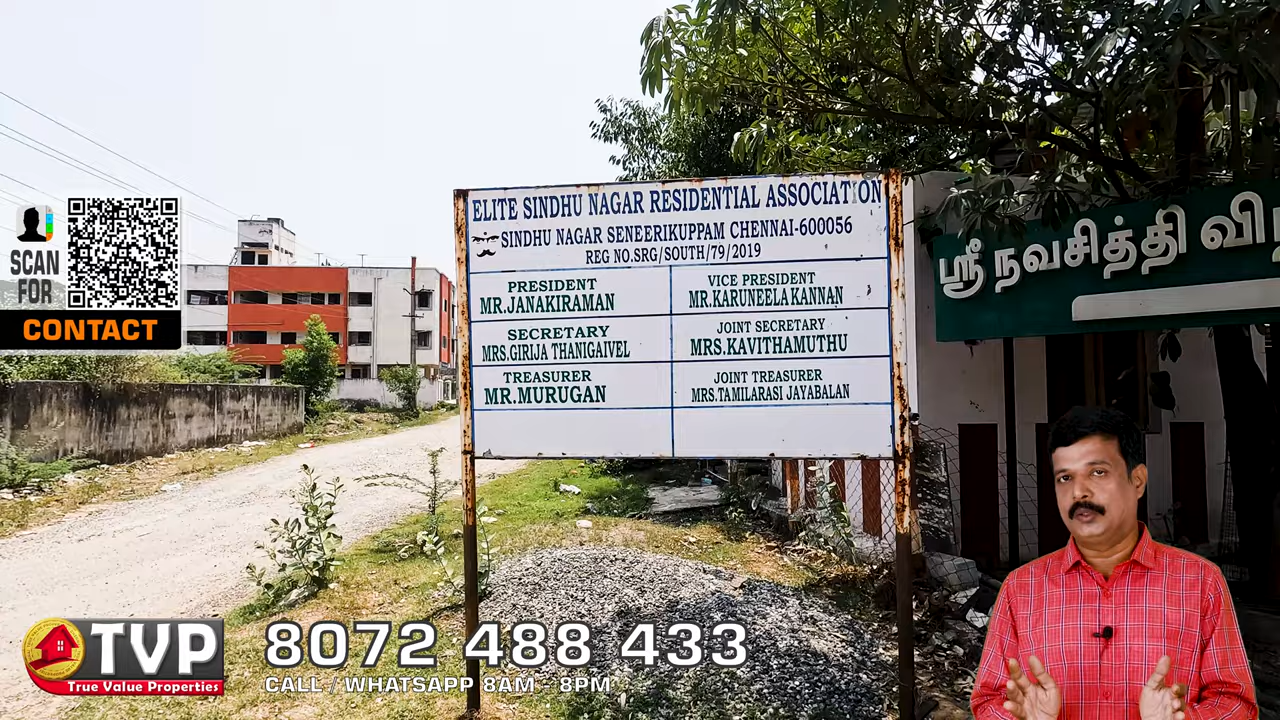 ELITE SINDHU NAGAR RESIDENTIAL ASSOCIATION
SINDHU NAGAR SENEERIKUPPAM CHENNAI-600056
REG NO.SRG/SOUTH/79/2019
PRESIDENT
MR.JANAKIRAMAN
VICE PRESIDENT
MR.KARUNEELA KANNAN
SECRETARY
MRS.GIRIJA THANIGAIVEL
JOINT SECRETARY
MRS.KAVITHAMUTHU
TREASURER
MR.MURUGAN
JOINT TREASURER
MRS.TAMILARASI JAYABALAN
ஸ்ரீ நவசித்தி
SCAN
FOR
CONTACT
TVP
True Value Properties
8072 488 433
CALL / WHATSAPP 8AM - 8PM